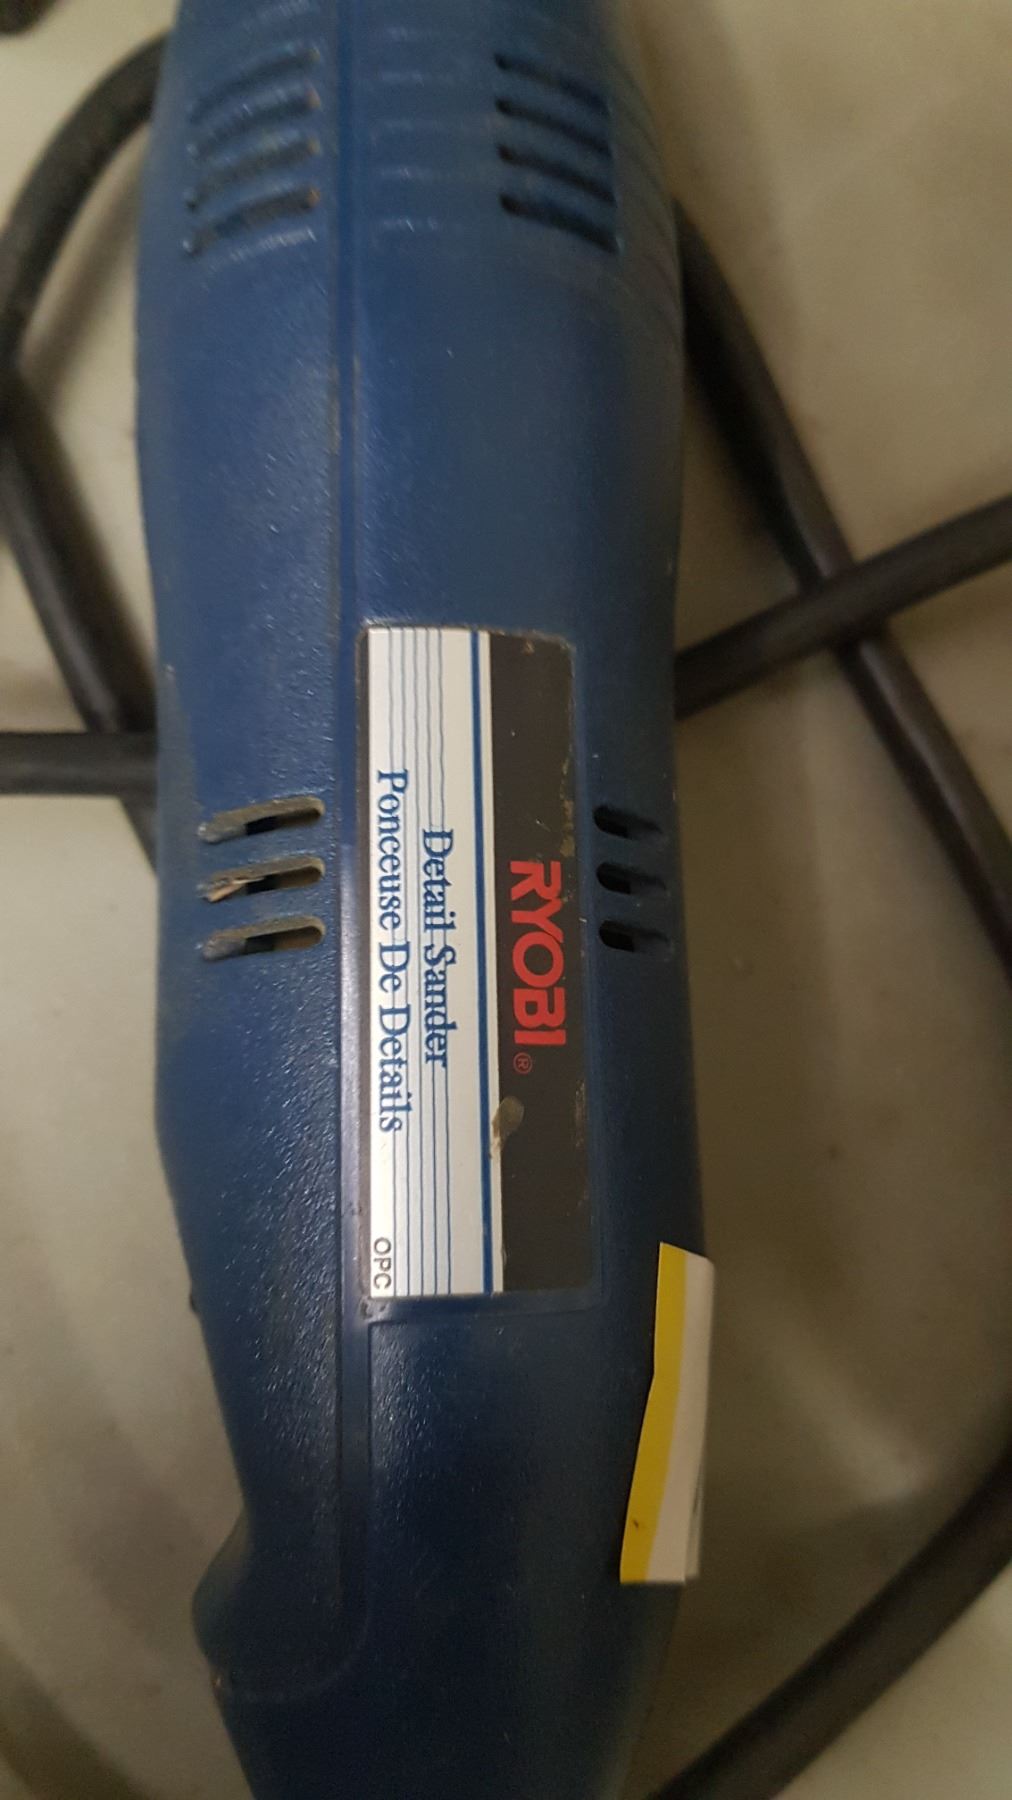 RYOBI®
Detail Sander
Ponceuse De Details
OPC